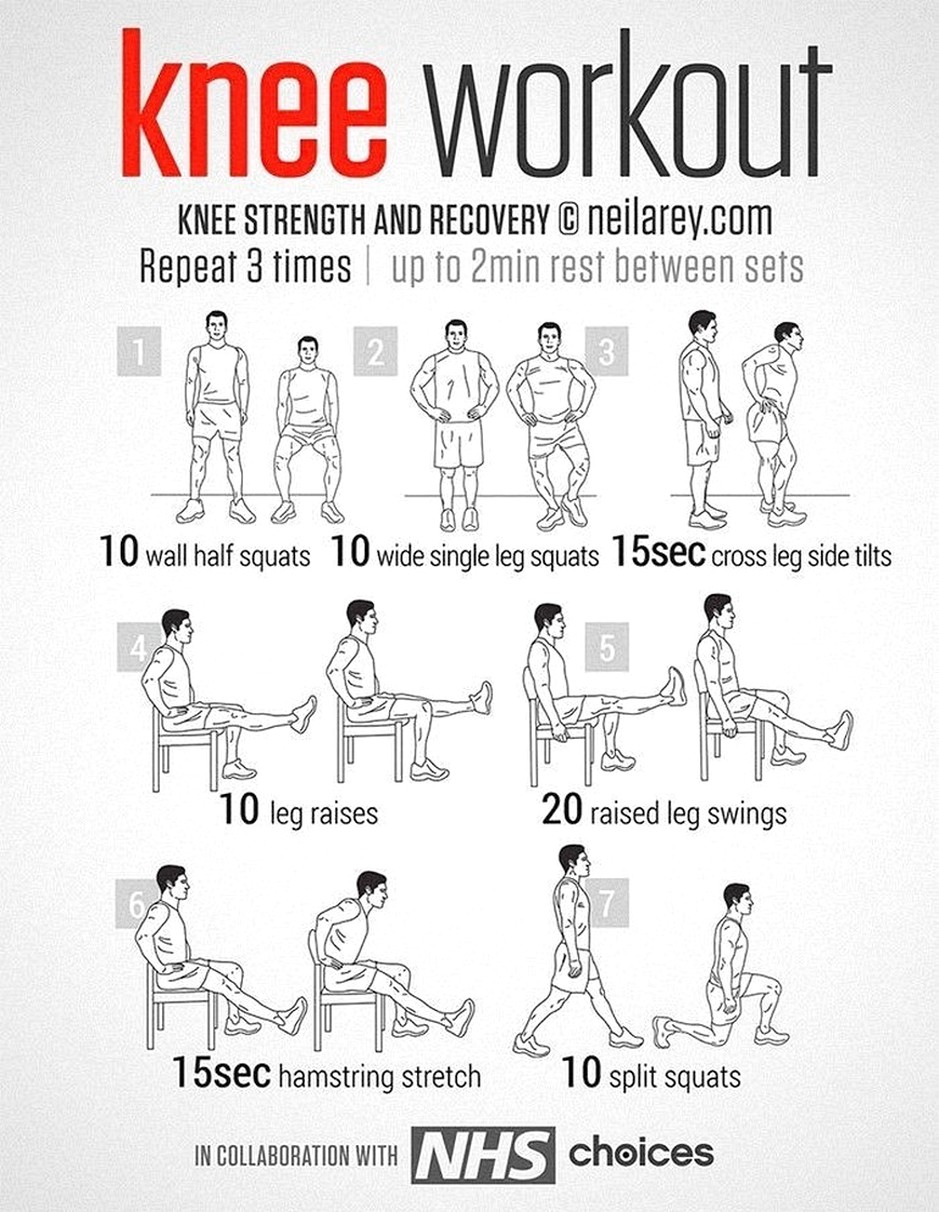 knee workout
KNEE STRENGTH AND RECOVERY © neilarey.com
Repeat 3 times | up to 2min rest between sets
1
2
3
10 wall half squats
10 wide single leg squats
15sec cross leg side tilts
4
5
10 leg raises
20 raised leg swings
6
7
15sec hamstring stretch
10 split squats
IN COLLABORATION WITH NHS choices